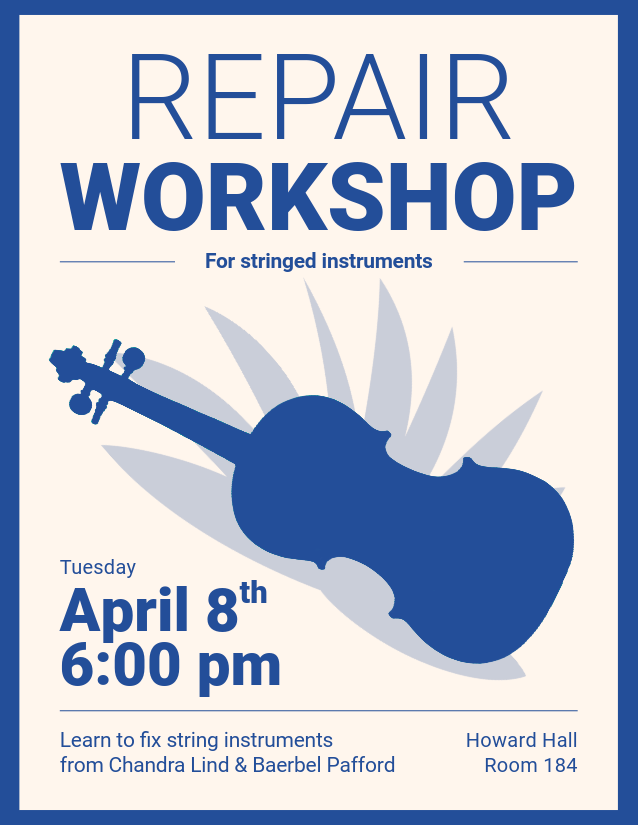 REPAIR
WORKSHOP
For stringed instruments
Tuesday
April 8th
6:00 pm
Learn to fix string instruments
from Chandra Lind & Baerbel Pafford
Howard Hall
Room 184